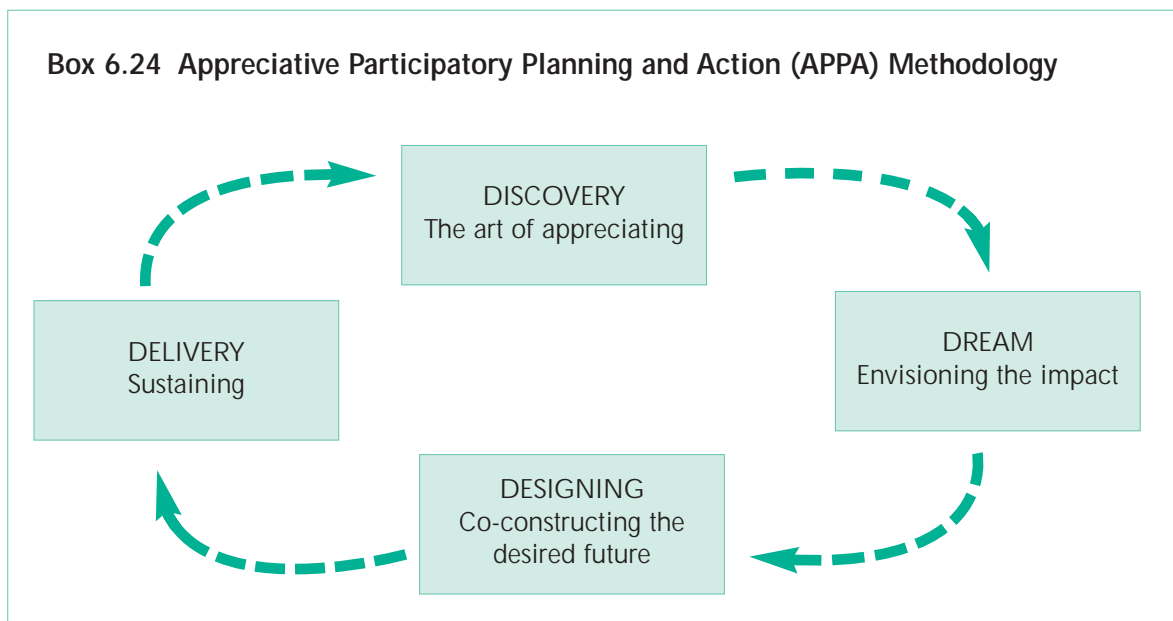 Box 6.24 Appreciative Participatory Planning and Action (APPA) Methodology
DISCOVERY
The art of appreciating
DREAM
Envisioning the impact
DESIGNING
Co-constructing the
desired future
DELIVERY
Sustaining